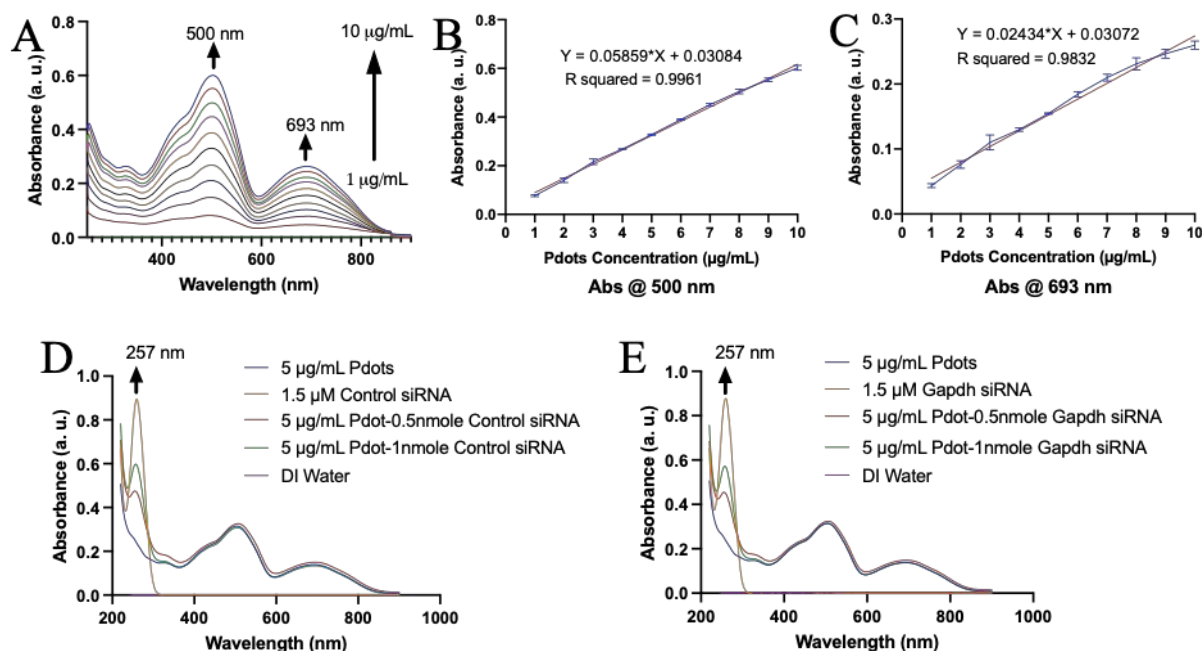 A
Absorbance (a. u.)
0.8
0.6
0.4
0.2
0.0
500 nm
693 nm
10 µg/mL
1 µg/mL
400 600 800
Wavelength (nm)
B
Absorbance (a. u.)
0.8
0.6
0.4
0.2
0.0
Y = 0.05859*X + 0.03084
R squared = 0.9961
0 1 2 3 4 5 6 7 8 9 10
Pdots Concentration (µg/mL)
Abs @ 500 nm
C
Absorbance (a. u.)
0.3
0.2
0.1
0.0
Y = 0.02434*X + 0.03072
R squared = 0.9832
0 1 2 3 4 5 6 7 8 9 10
Pdots Concentration (µg/mL)
Abs @ 693 nm
D
257 nm
Absorbance (a. u.)
1.0
0.8
0.6
0.4
0.2
0.0
5 µg/mL Pdots
1.5 µM Control siRNA
5 µg/mL Pdot-0.5nmole Control siRNA
5 µg/mL Pdot-1nmole Control siRNA
DI Water
200 400 600 800 1000
Wavelength (nm)
E
257 nm
Absorbance (a. u.)
1.0
0.8
0.6
0.4
0.2
0.0
5 µg/mL Pdots
1.5 µM Gapdh siRNA
5 µg/mL Pdot-0.5nmole Gapdh siRNA
5 µg/mL Pdot-1nmole Gapdh siRNA
DI Water
200 400 600 800 1000
Wavelength (nm)